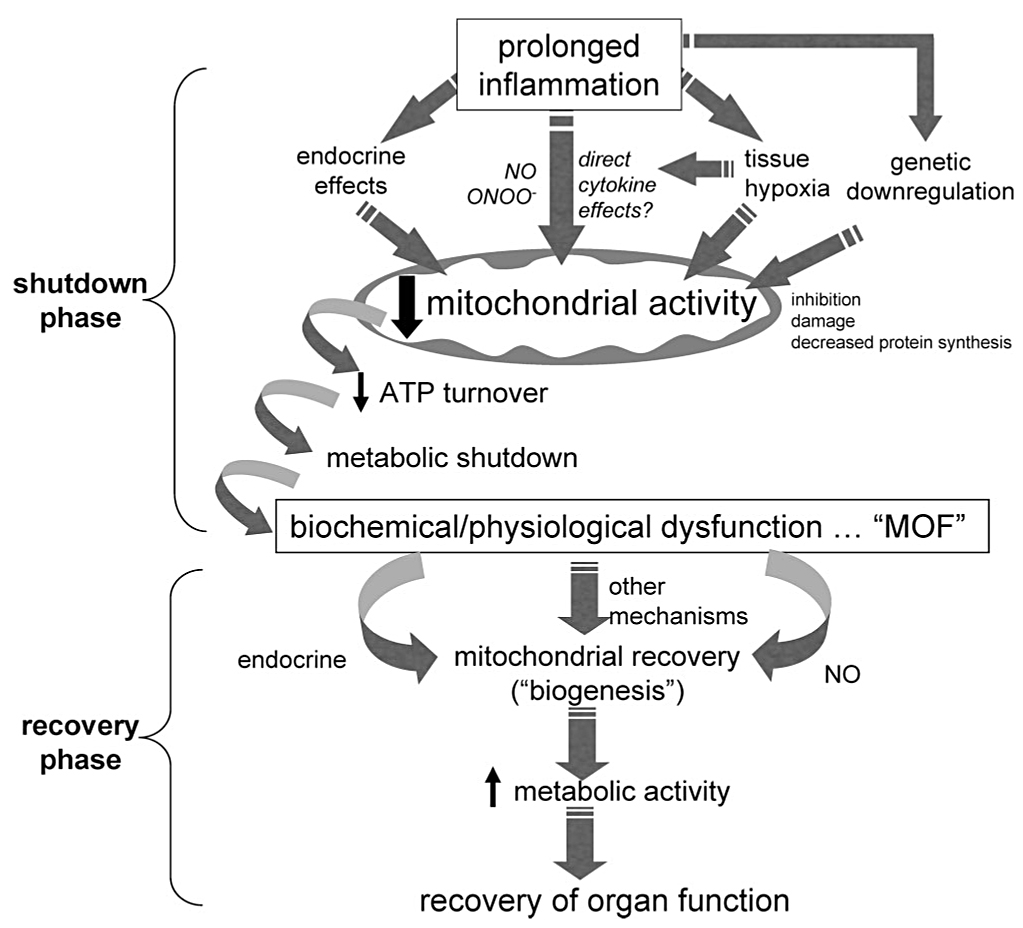 prolonged
inflammation
endocrine
effects
NO
ONOO-
direct
cytokine
effects?
tissue
hypoxia
genetic
downregulation
shutdown
phase
mitochondrial activity
inhibition
damage
decreased protein synthesis
ATP turnover
metabolic shutdown
biochemical/physiological dysfunction … “MOF”
other
mechanisms
endocrine
mitochondrial recovery
(“biogenesis”)
NO
recovery
phase
metabolic activity
recovery of organ function